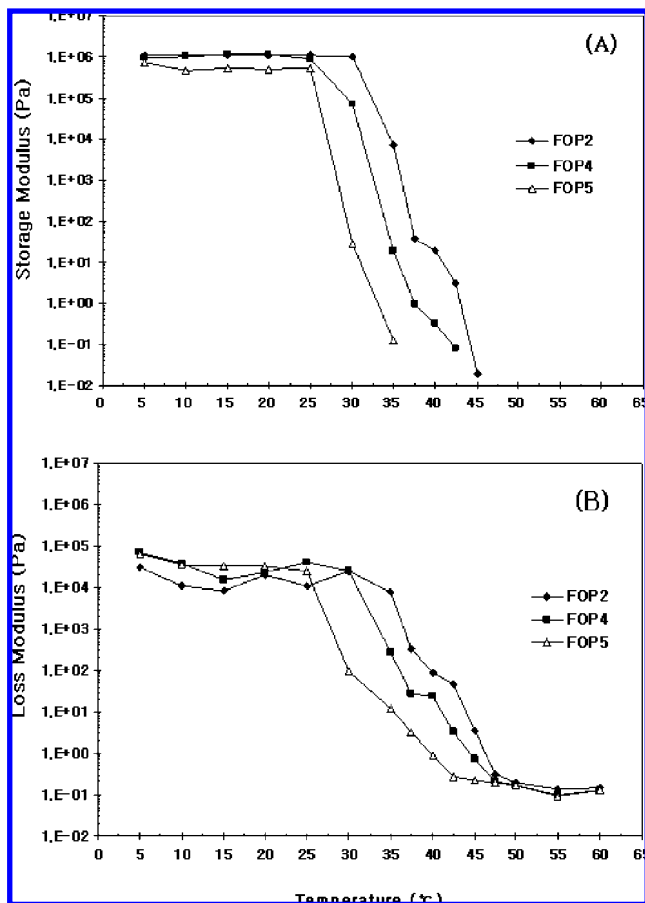 1,E+07
(A)
1,E+06
1,E+05
1,E+04
1,E+03
1,E+02
1,E+01
1,E+00
1,E-01
1,E-02
Storage Modulus (Pa)
FOP2
FOP4
FOP5
0 5 10 15 20 25 30 35 40 45 50 55 60 65
1,E+07
(B)
1,E+06
1,E+05
1,E+04
1,E+03
1,E+02
1,E+01
1,E+00
1,E-01
1,E-02
Loss Modulus (Pa)
FOP2
FOP4
FOP5
0 5 10 15 20 25 30 35 40 45 50 55 60 65
Temperature (℃)